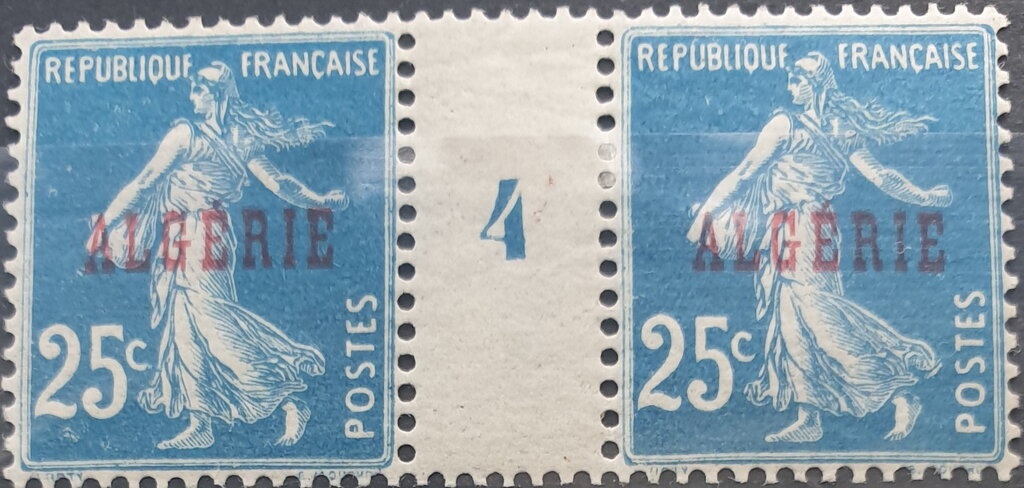 REPUBLIQUE FRANÇAISE
ALGÉRIE
25c
POSTES
4
REPUBLIQUE FRANÇAISE
ALGÉRIE
25c
POSTES